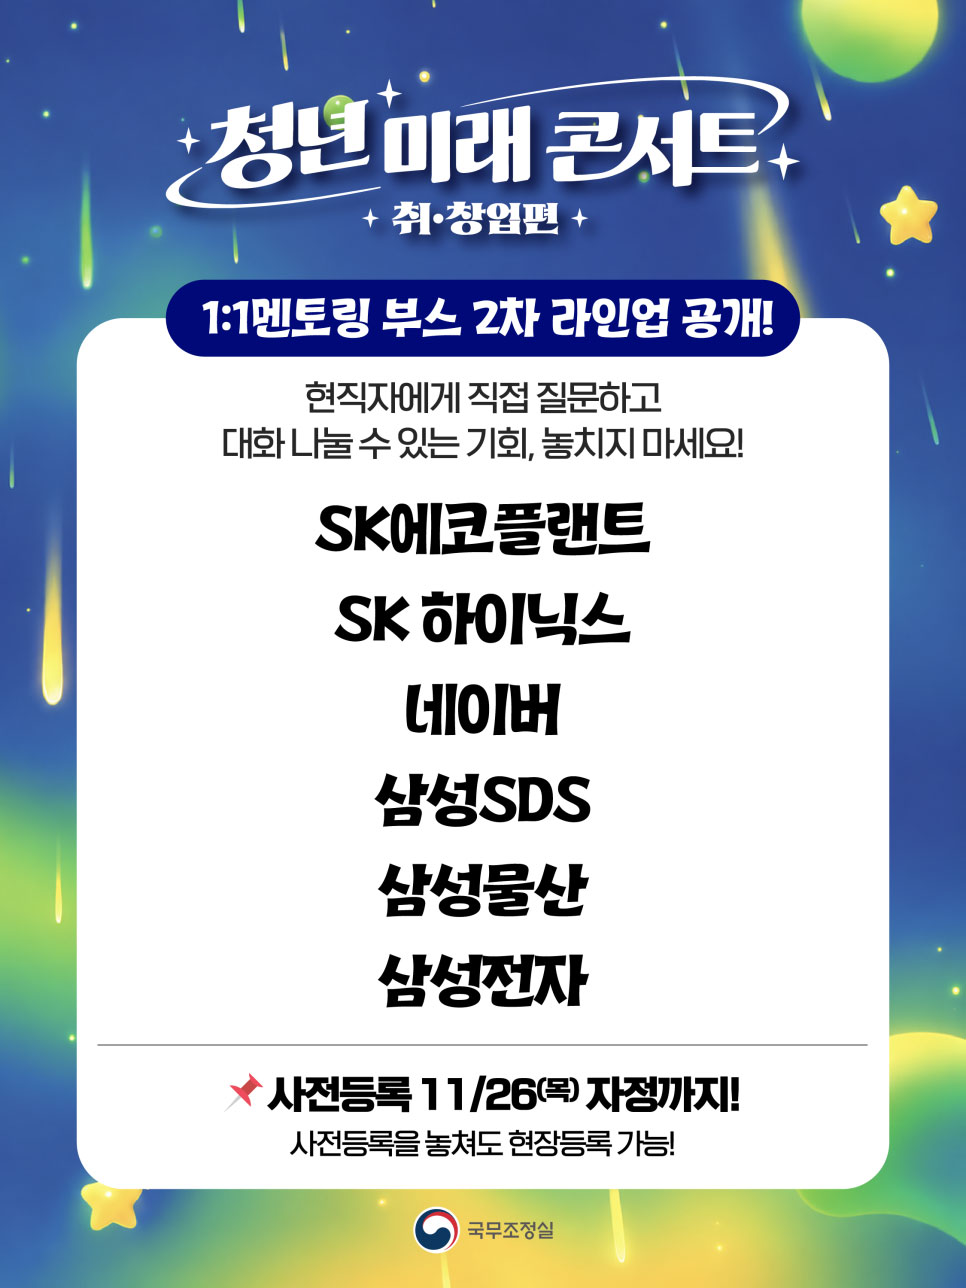 청년 미래 콘서트
취·창업편
1:1멘토링 부스 2차 라인업 공개!
현직자에게 직접 질문하고
대화 나눌 수 있는 기회, 놓치지 마세요!
SK에코플랜트
SK 하이닉스
네이버
삼성SDS
삼성물산
삼성전자
사전등록 11/26(목) 자정까지!
사전등록을 놓쳐도 현장등록 가능!
국무조정실